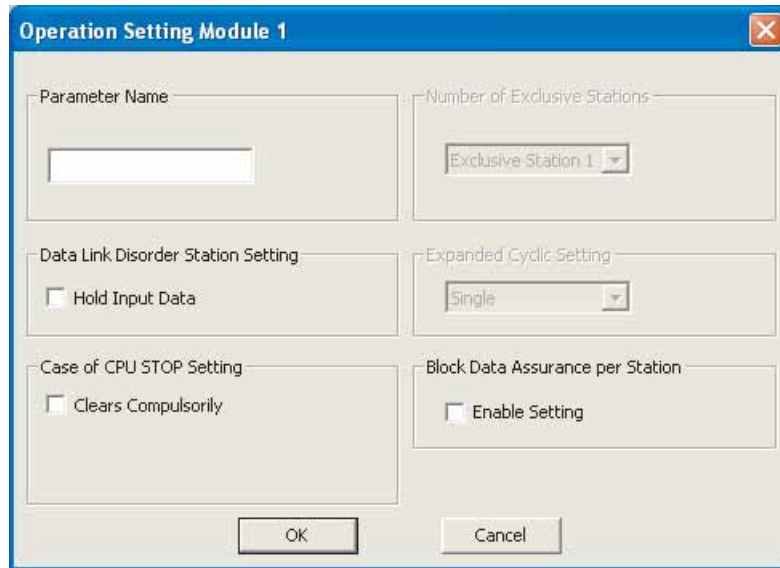 Operation Setting Module 1
Parameter Name
Number of Exclusive Stations
Exclusive Station 1
Data Link Disorder Station Setting
Hold Input Data
Expanded Cyclic Setting
Single
Case of CPU STOP Setting
Clears Compulsorily
Block Data Assurance per Station
Enable Setting
OK
Cancel